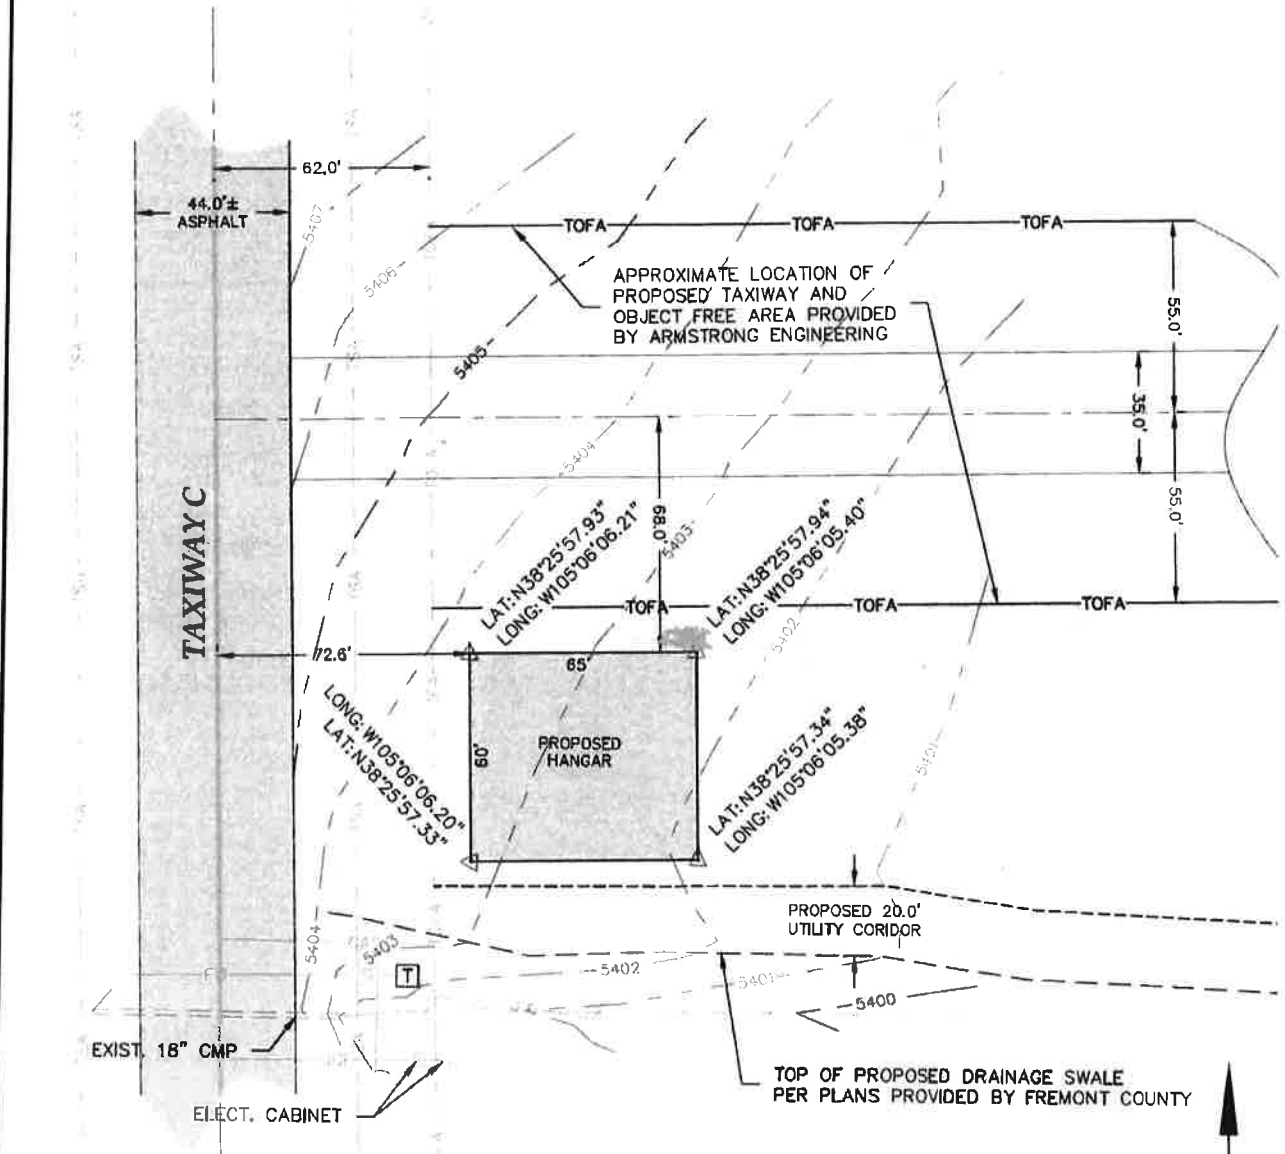 62.0'
44.0'±
ASPHALT
5407
TOFA
TOFA
TOFA
5406
APPROXIMATE LOCATION OF
PROPOSED TAXIWAY AND
OBJECT FREE AREA PROVIDED
BY ARMSTRONG ENGINEERING
55.0'
5405
35.0'
5404
55.0'
TAXIWAY C
LAT: N38°25'57.93"
LONG: W105°06'06.21"
68.0'
5403
LAT: N38°25'57.94"
LONG: W105°06'05.40"
TOFA
TOFA
TOFA
5402
72.6'
65'
LONG: W105°06'06.20"
LAT: N38°25'57.33"
60'
PROPOSED
HANGAR
LAT: N38°25'57.34"
LONG: W105°06'05.38"
5401
PROPOSED 20.0'
UTILITY CORIDOR
5404
5403
T
5402
5401
5400
EXIST. 18" CMP
ELECT. CABINET
TOP OF PROPOSED DRAINAGE SWALE
PER PLANS PROVIDED BY FREMONT COUNTY